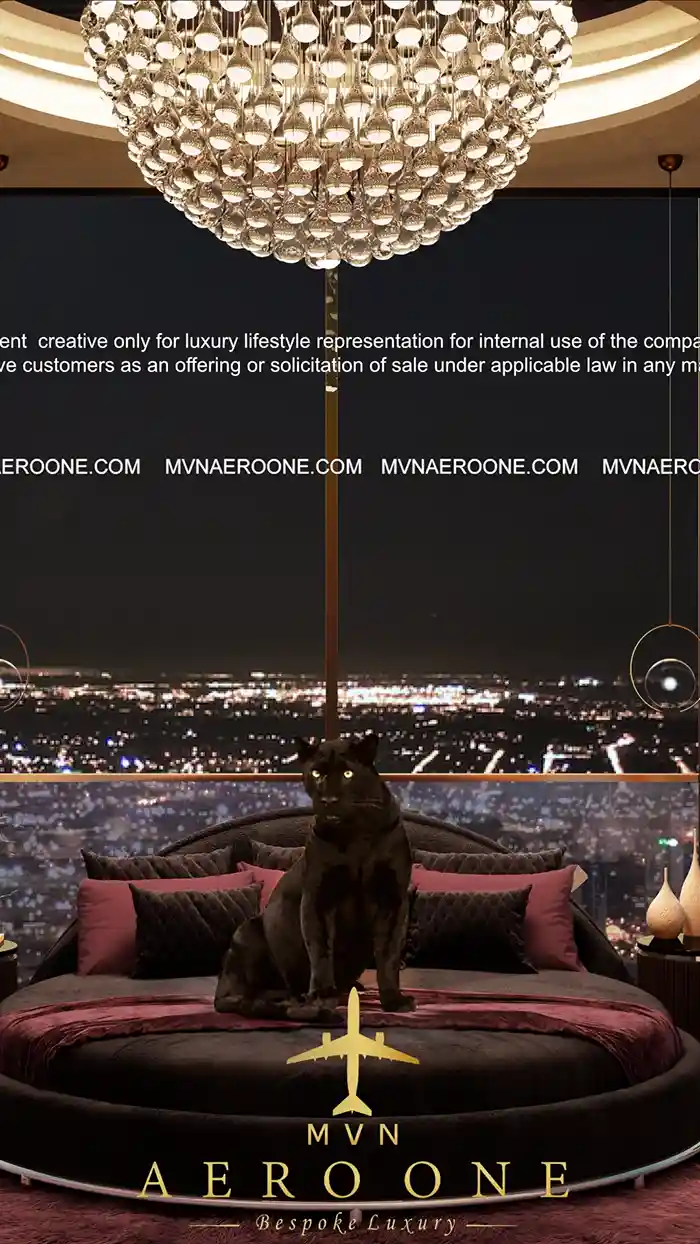 ent creative only for luxury lifestyle representation for internal use of the compa
ve customers as an offering or solicitation of sale under applicable law in any ma
EROONE.COM MVNAEROONE.COM MVNAEROONE.COM MVNAERO
MVN
AERO ONE
Bespoke Luxury